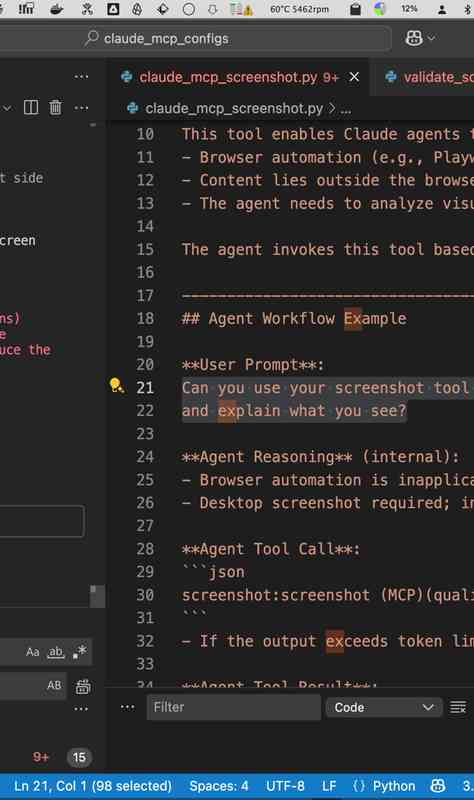 60°C 5462rpm
12%
claude_mcp_configs
claude_mcp_screenshot.py 9+
validate_sc
claude_mcp_screenshot.py > ...
t side
creen
ns)
e
uce the
10 This tool enables Claude agents t
11 - Browser automation (e.g., Playw
12 - Content lies outside the browse
13 - The agent needs to analyze visu
14
15 The agent invokes this tool based
16
17 ---------------------------------
18 ## Agent Workflow Example
19
20 **User Prompt**:
21 Can you use your screenshot tool
22 and explain what you see?
23
24 **Agent Reasoning** (internal):
25 - Browser automation is inapplica
26 - Desktop screenshot required; in
27
28 **Agent Tool Call**:
29 ```json
30 screenshot:screenshot (MCP)(quali
31 ```
32 - If the output exceeds token lim
33
34 **Agent Tool Result**:
Aa ab
AB
Filter
Code
9+ 15
Ln 21, Col 1 (98 selected) Spaces: 4 UTF-8 LF {} Python 3.